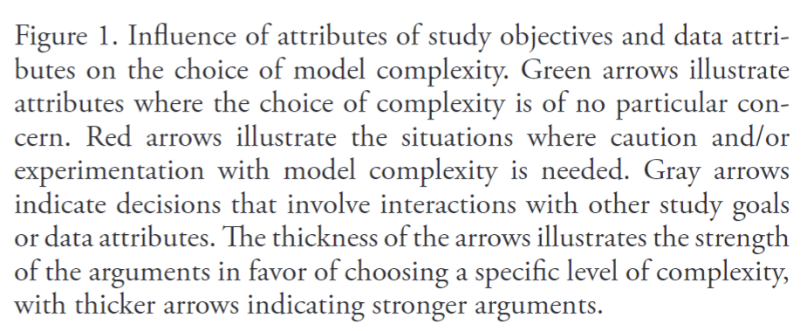 Figure 1. Influence of attributes of study objectives and data attri-
butes on the choice of model complexity. Green arrows illustrate
attributes where the choice of complexity is of no particular con-
cern. Red arrows illustrate the situations where caution and/or
experimentation with model complexity is needed. Gray arrows
indicate decisions that involve interactions with other study goals
or data attributes. The thickness of the arrows illustrates the strength
of the arguments in favor of choosing a specific level of complexity,
with thicker arrows indicating stronger arguments.